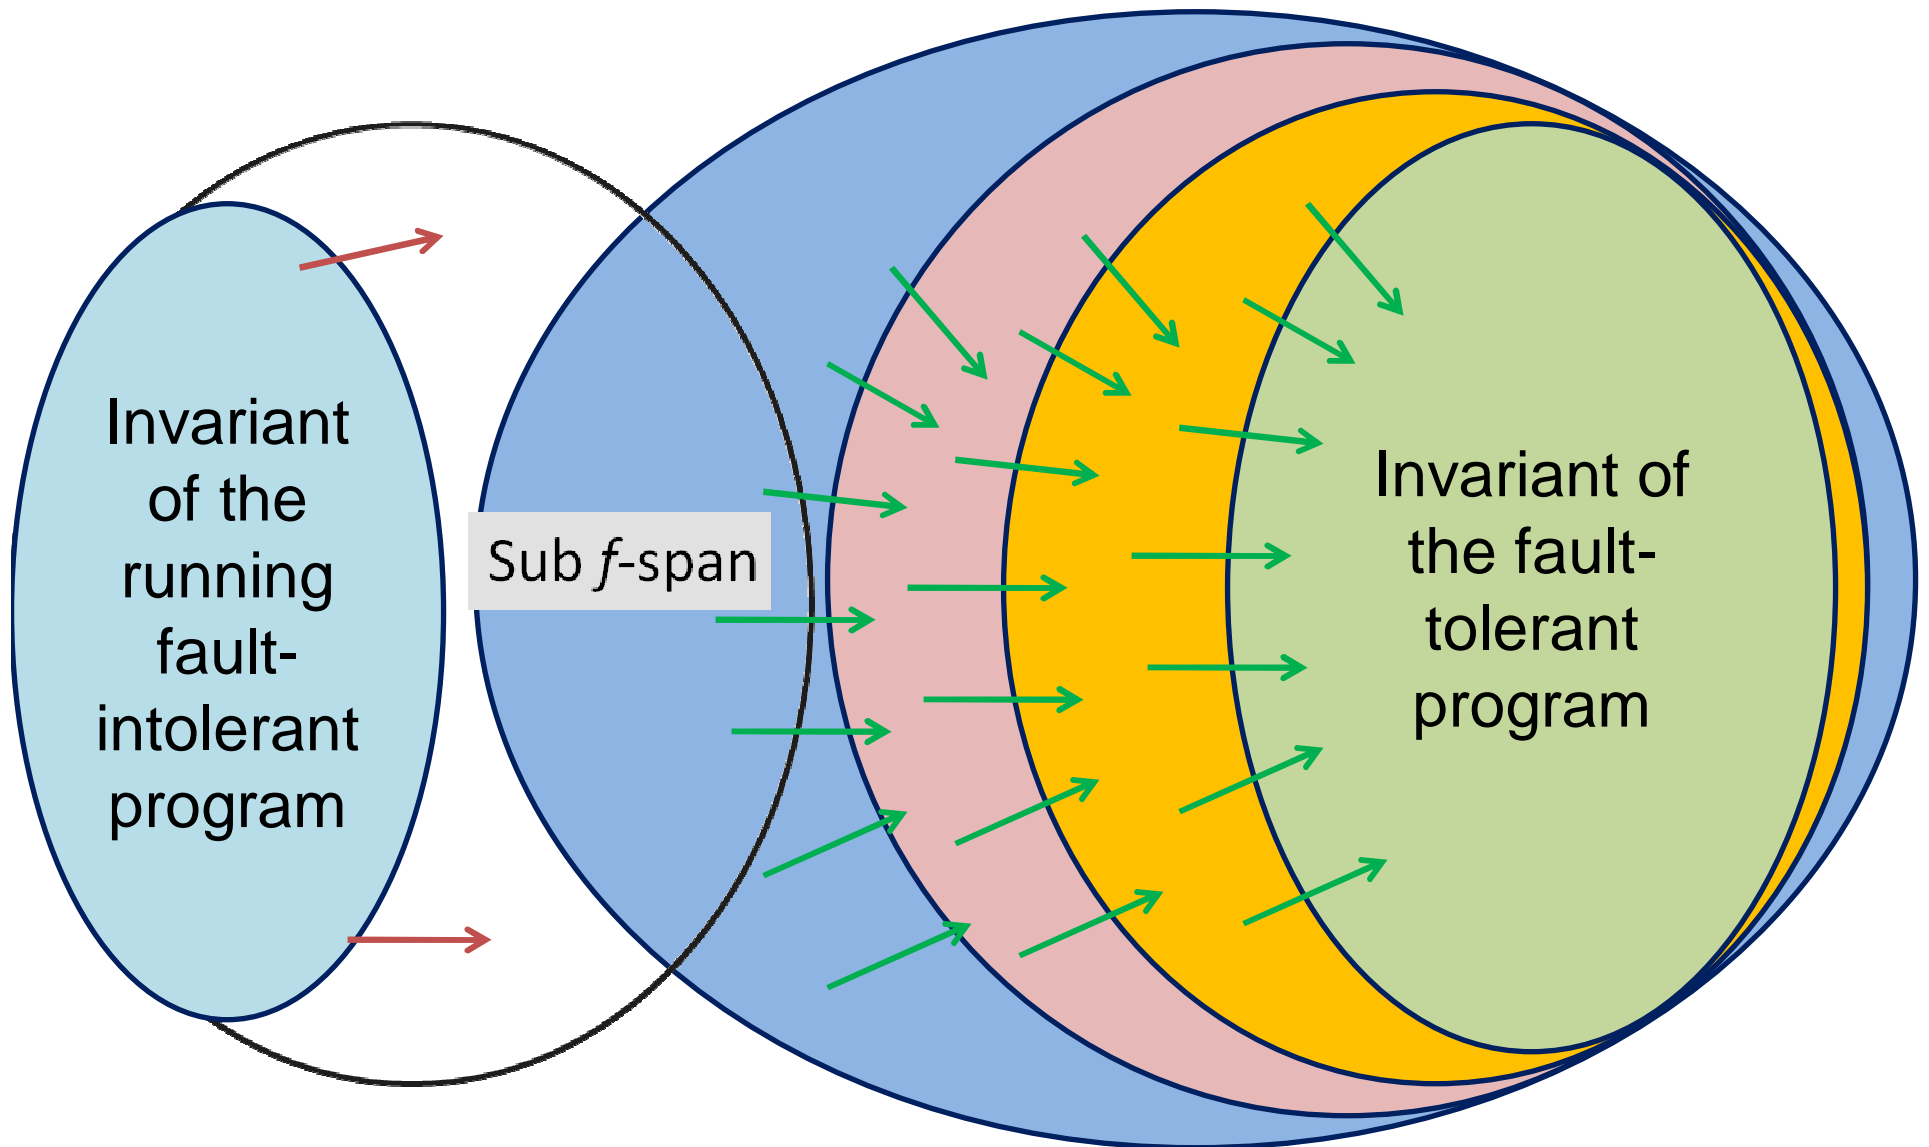 Invariant
of the
running
fault-
intolerant
program
Sub f-span
Invariant of
the fault-
tolerant
program